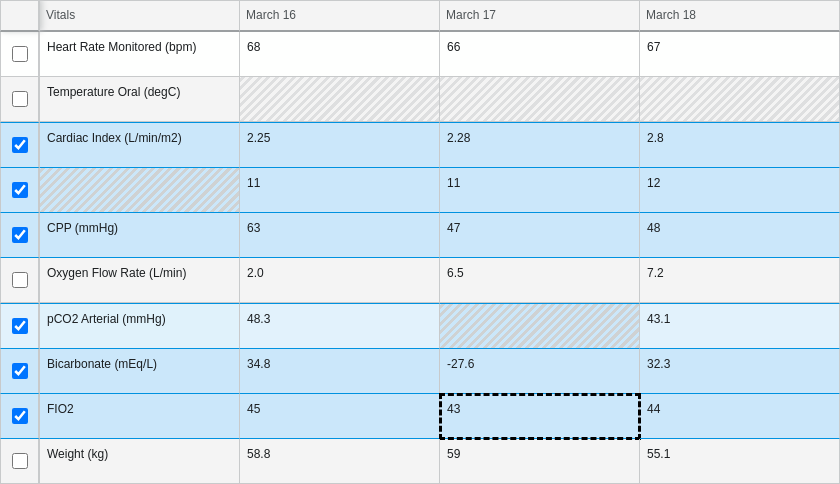 Vitals March 16 March 17 March 18
Heart Rate Monitored (bpm) 68 66 67
Temperature Oral (degC)
Cardiac Index (L/min/m2) 2.25 2.28 2.8
11 11 12
CPP (mmHg) 63 47 48
Oxygen Flow Rate (L/min) 2.0 6.5 7.2
pCO2 Arterial (mmHg) 48.3 43.1
Bicarbonate (mEq/L) 34.8 -27.6 32.3
FIO2 45 43 44
Weight (kg) 58.8 59 55.1